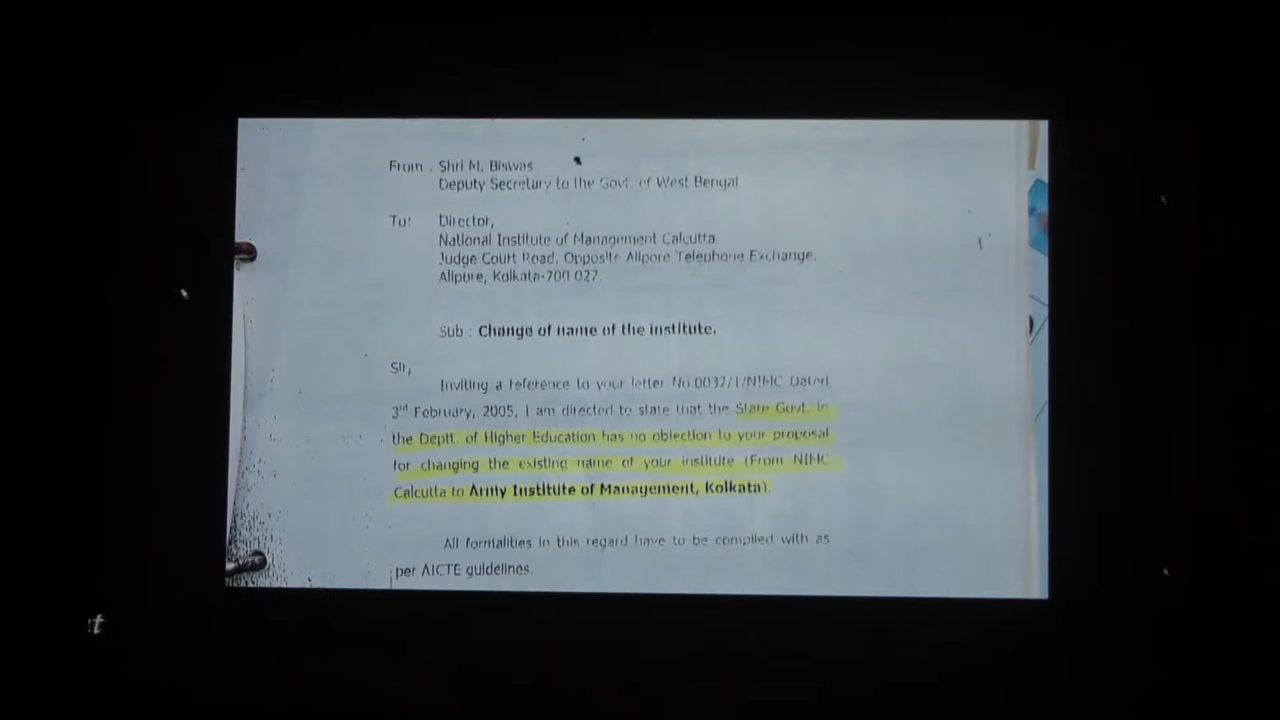 From : Shri M. Biswas
Deputy Secretary to the Govt. of West Bengal
To: Director,
National Institute of Management Calcutta
Judge Court Road, Opposite Alipore Telephone Exchange.
Alipure, Kolkata-700 027.
Sub : Change of name of the institute.
Sir,
Inviting a reference to your letter No.0037/1/NIMC Dated
3rd February, 2005, I am directed to state that the State Govt. in
the Deptt. of Higher Education has no objection to your proposal
for changing the existing name of your institute (From NIMC
Calcutta to Army Institute of Management, Kolkata).
All formalities in this regard have to be complied with as
per AICTE guidelines.